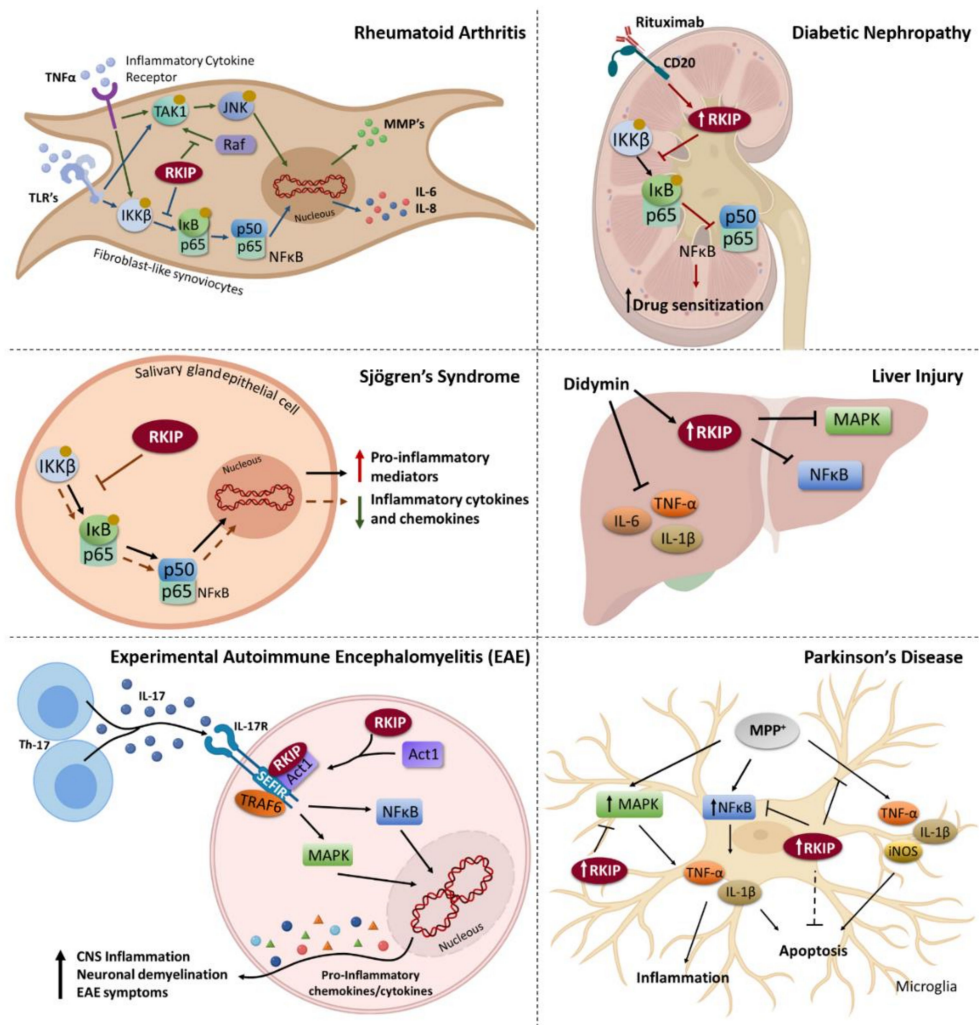 Rheumatoid Arthritis
TNFα
Inflammatory Cytokine
Receptor
TAK1
JNK
MMP's
Raf
RKIP
TLR's
IKKβ
IκB
p65
p50
p65
NFκB
Nucleous
IL-6
IL-8
Fibroblast-like synoviocytes
Diabetic Nephropathy
Rituximab
CD20
↑RKIP
IKKβ
IκB
p65
p50
p65
NFκB
↑Drug sensitization
Sjögren's Syndrome
Salivary gland epithelial cell
RKIP
IKKβ
Nucleous
IκB
p65
p50
p65
NFκB
Pro-inflammatory
mediators
Inflammatory cytokines
and chemokines
Liver Injury
Didymin
↑RKIP
MAPK
NFκB
TNF-α
IL-6
IL-1β
Experimental Autoimmune Encephalomyelitis (EAE)
IL-17
IL-17R
Th-17
RKIP
Act1
RKIP
Act1
SEFIR
TRAF6
NFκB
MAPK
Nucleous
CNS Inflammation
Neuronal demyelination
EAE symptoms
Pro-Inflammatory
chemokines/cytokines
Parkinson's Disease
MPP⁺
↑ MAPK
↑NFκB
TNF-α
IL-1β
iNOS
↑RKIP
↑RKIP
TNF-α
IL-1β
Apoptosis
Inflammation
Microglia